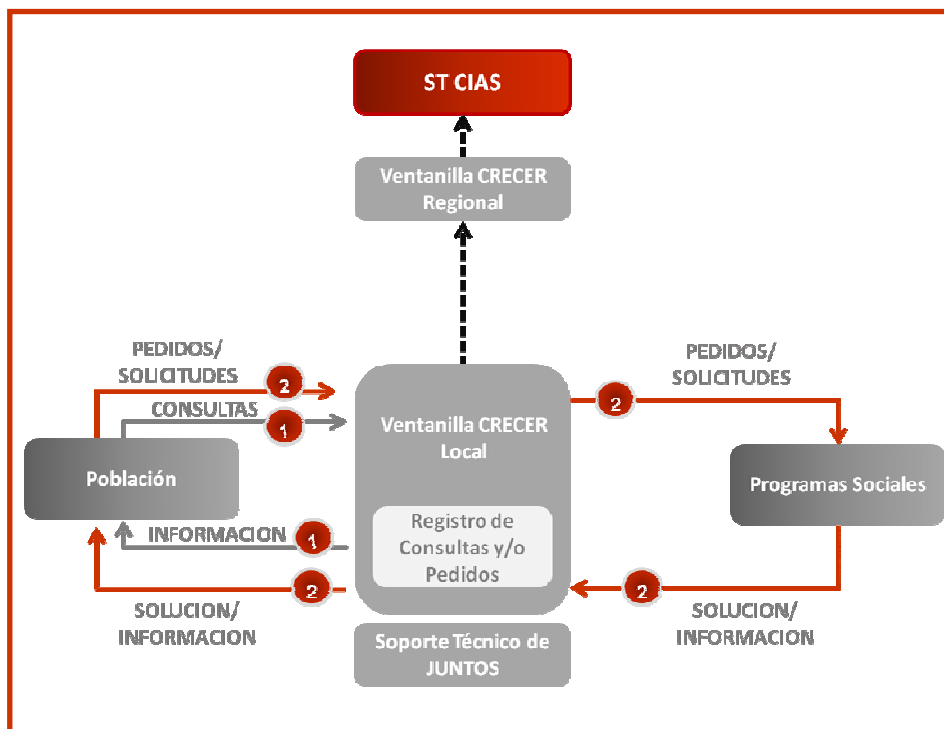 ST CIAS
Ventanilla CRECER
Regional
PEDIDOS/
SOLICITUDES
2
CONSULTAS
1
Población
INFORMACION
1
2
SOLUCION/
INFORMACION
Ventanilla CRECER
Local
Registro de
Consultas y/o
Pedidos
Soporte Técnico de
JUNTOS
PEDIDOS/
SOLICITUDES
2
Programas Sociales
2
SOLUCION/
INFORMACION